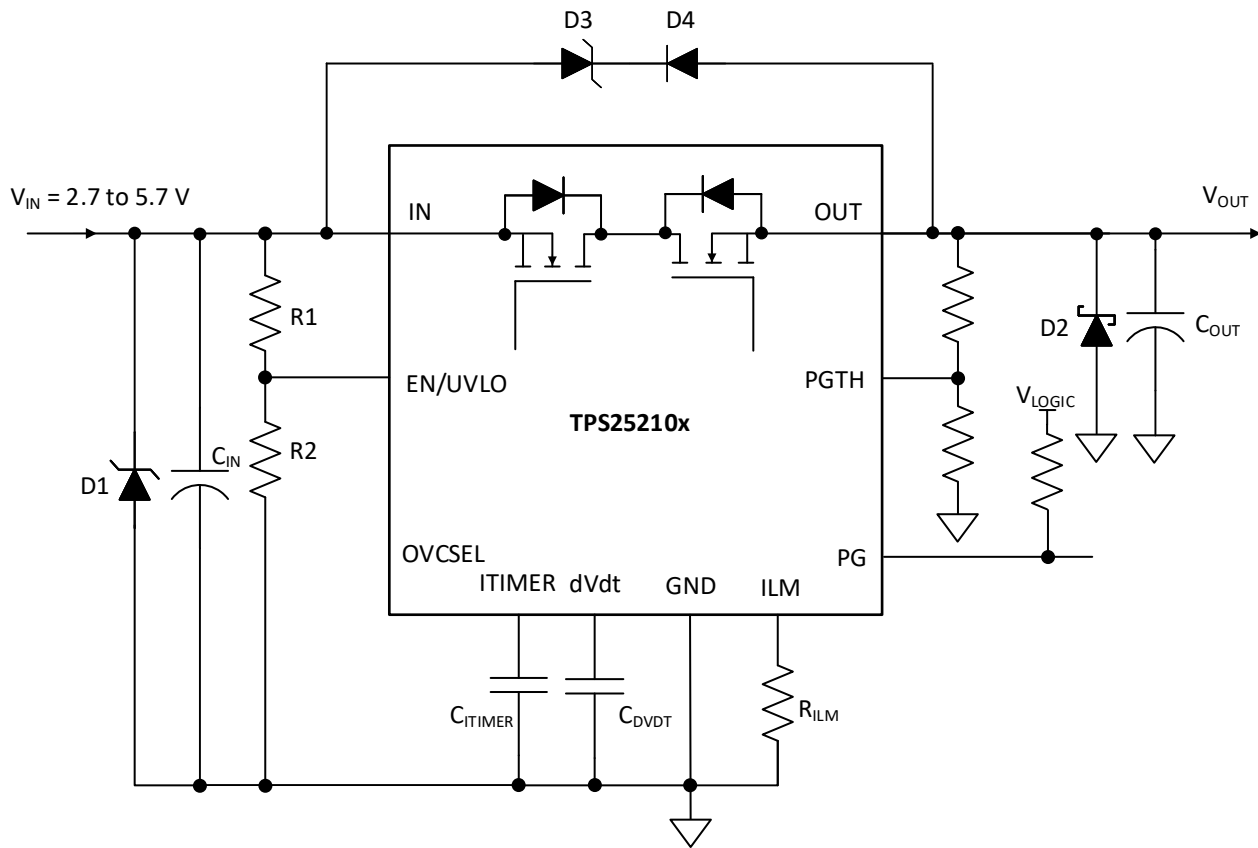 D3 D4
V_IN = 2.7 to 5.7 V
IN
OUT
V_OUT
R1
D2
C_OUT
EN/UVLO
PGTH
V_LOGIC
TPS25210x
R2
C_IN
D1
OVCSEL
PG
ITIMER dVdt GND ILM
C_ITIMER
C_DVDT
R_ILM